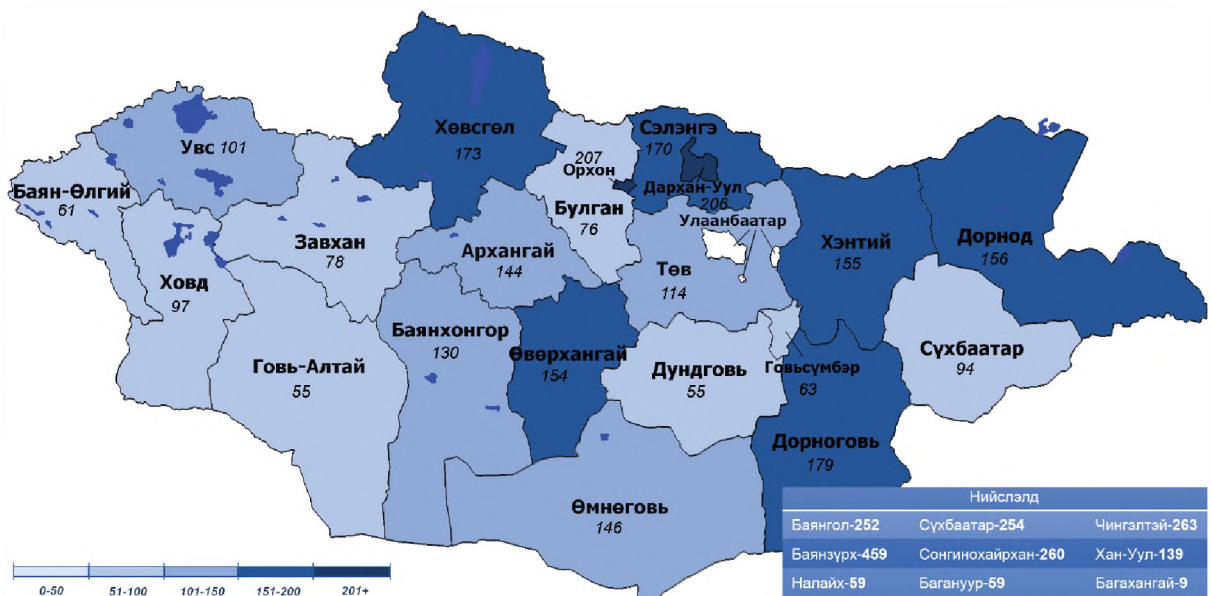 Хөвсгөл
173
Сэлэнгэ
170
Увс 101
207
Орхон
Дархан-Уул
206
Баян-Өлгий
61
Булган
76
Улаанбаатар
Завхан
78
Архангай
144
Хэнтий
155
Дорнод
156
Ховд
97
Төв
114
Баянхонгор
130
Өвөрхангай
154
Говь-Алтай
55
Дундговь
55
Говьсүмбэр
63
Сүхбаатар
94
Дорноговь
179
Өмнөговь
146
Нийслэлд
Баянгол-252 Сүхбаатар-254 Чингэлтэй-263
Баянзүрх-459 Сонгинохайрхан-260 Хан-Уул-139
Налайх-59 Багануур-59 Багахангай-9
0-50 51-100 101-150 151-200 201+